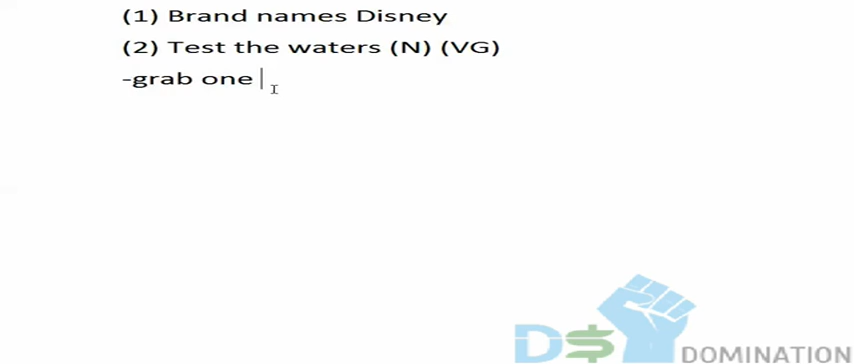 (1) Brand names Disney
(2) Test the waters (N) (VG)
-grab one
D$
DOMINATION